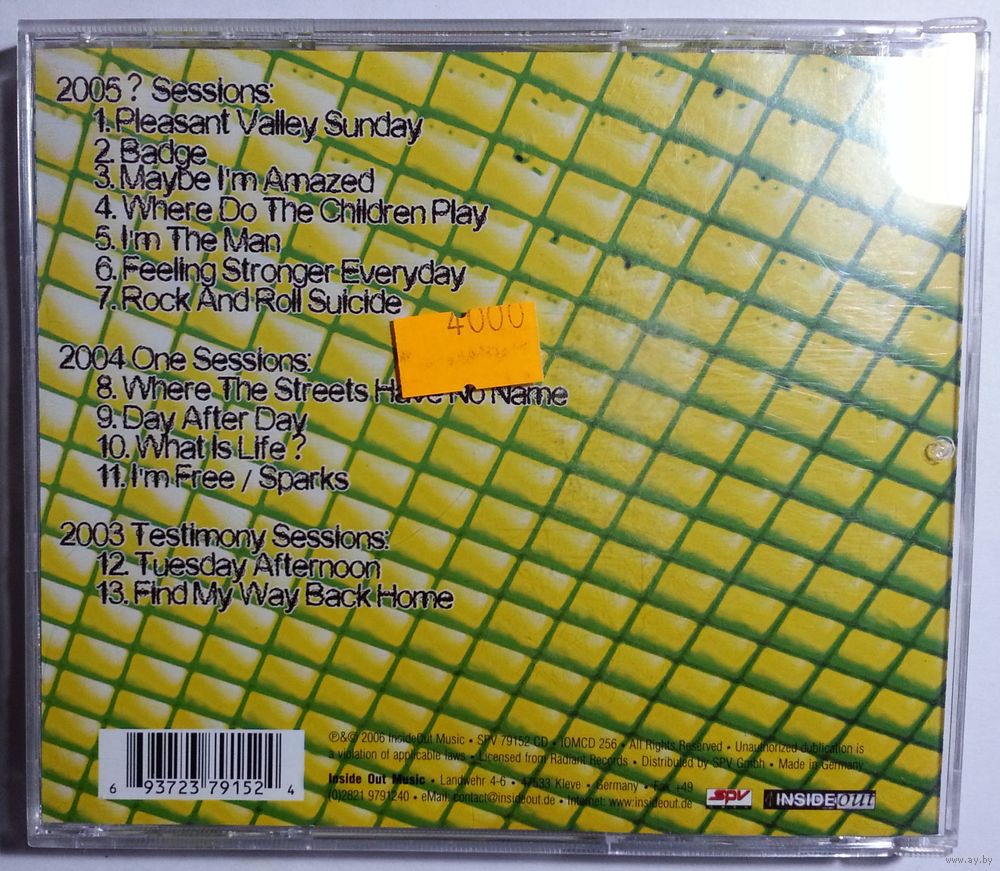 2005 ? Sessions:
1. Pleasant Valley Sunday
2. Badge
3. Maybe I'm Amazed
4. Where Do The Children Play
5. I'm The Man
6. Feeling Stronger Everyday
7. Rock And Roll Suicide
4000
2004 One Sessions:
8. Where The Streets Have No Name
9. Day After Day
10. What Is Life ?
11. I'm Free / Sparks
2003 Testimony Sessions:
12. Tuesday Afternoon
13. Find My Way Back Home
℗&© 2006 InsideOut Music • SPV 79152 CD • IOMCD 256 • All Rights Reserved • Unauthorized dublication is
a violation of applicable laws • Licensed from Radiant Records • Distributed by SPV GmbH • Made in Germany
Inside Out Music • Landwehr 4-6 • 47533 Kleve • Germany • Fax +49
(0)2821 9791240 • eMail: contact@insideout.de • Internet: www.insideout.de
SPV
INSIDEout
6 93723 79152 4
www.ay.by